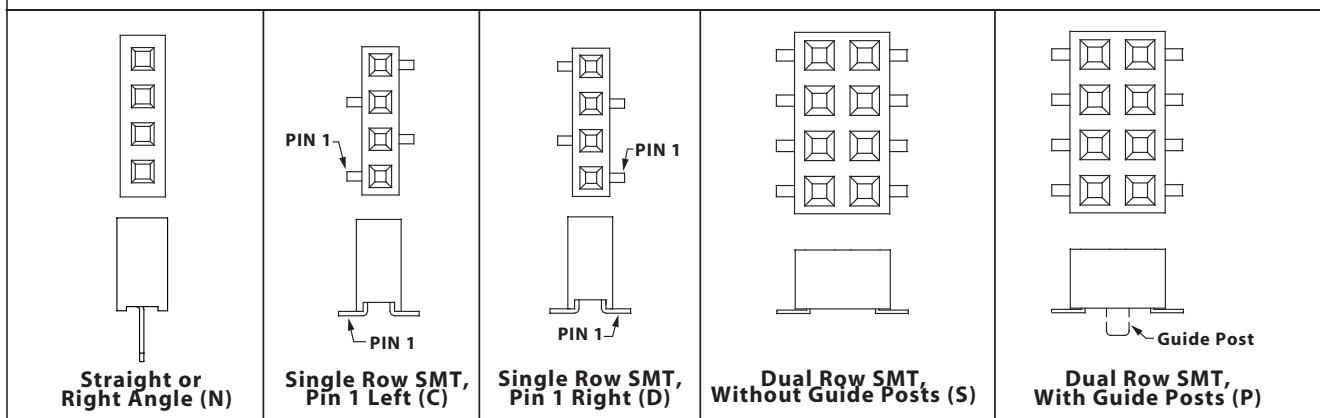 PIN 1
PIN 1
PIN 1
PIN 1
Guide Post
Straight or
Right Angle (N)
Single Row SMT,
Pin 1 Left (C)
Single Row SMT,
Pin 1 Right (D)
Dual Row SMT,
Without Guide Posts (S)
Dual Row SMT,
With Guide Posts (P)